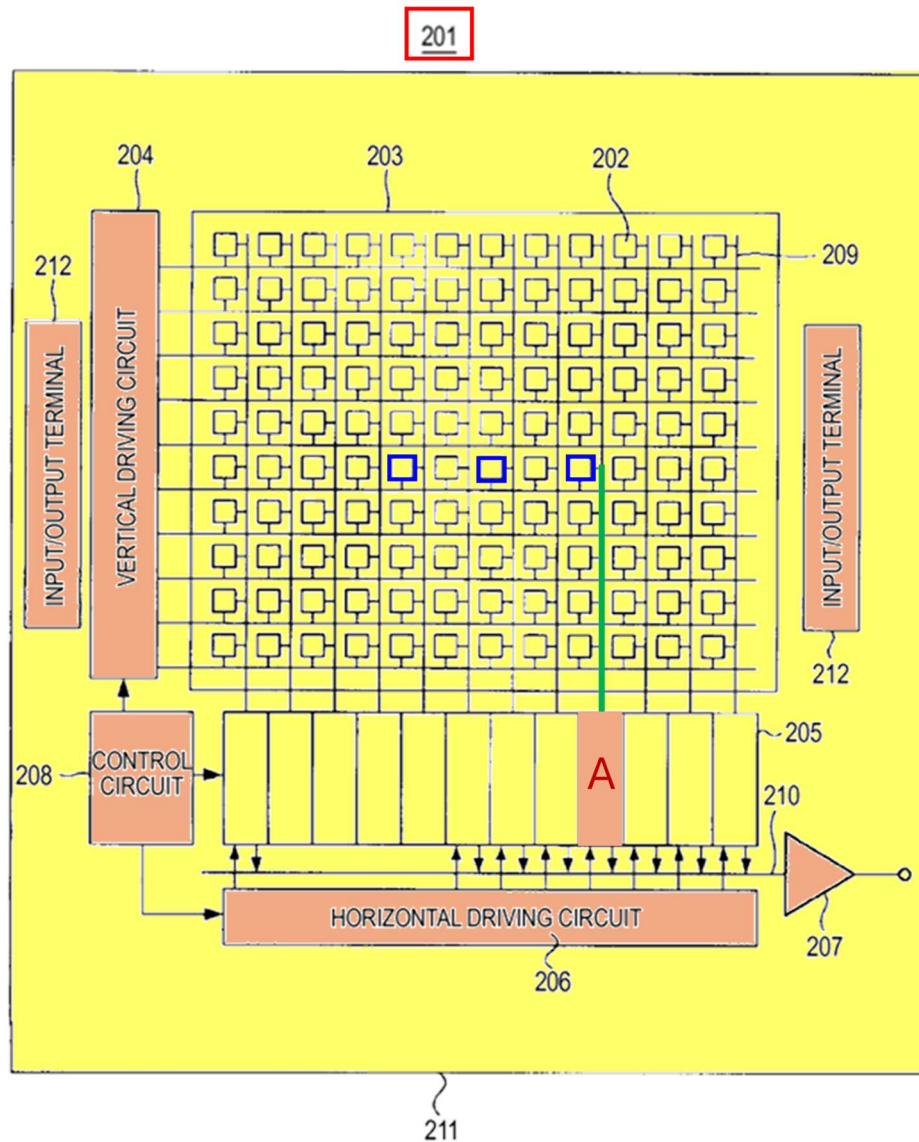 201
204
203
202
209
212
VERTICAL DRIVING CIRCUIT
INPUT/OUTPUT TERMINAL
INPUT/OUTPUT TERMINAL
212
205
208
CONTROL
CIRCUIT
A
210
HORIZONTAL DRIVING CIRCUIT
207
206
211